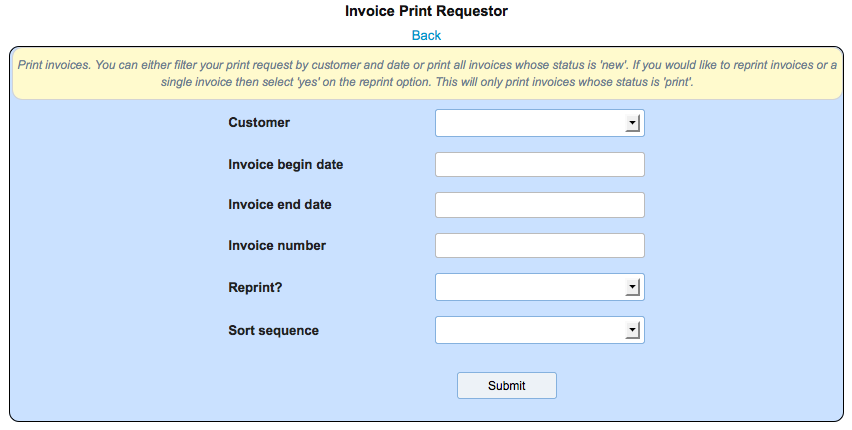 Invoice Print Requestor
Back
Print invoices. You can either filter your print request by customer and date or print all invoices whose status is 'new'. If you would like to reprint invoices or a
single invoice then select 'yes' on the reprint option. This will only print invoices whose status is 'print'.
Customer
Invoice begin date
Invoice end date
Invoice number
Reprint?
Sort sequence
Submit